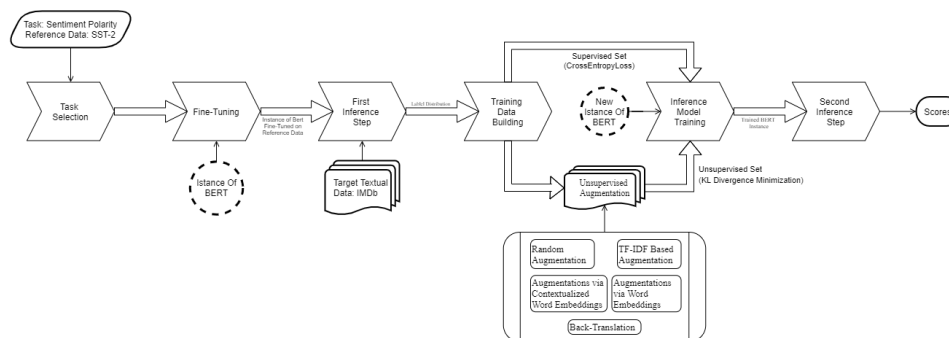 Task: Sentiment Polarity
Reference Data: SST-2
Task
Selection
Fine-Tuning
Instance of Bert
Fine-Tuned on
Reference Data
Istance Of
BERT
First
Inference
Step
Target Textual
Data: IMDb
Label Distribution
Training
Data
Building
Supervised Set
(CrossEntropyLoss)
New
Istance Of
BERT
Unsupervised
Augmentation
Inference
Model
Training
Unsupervised Set
(KL Divergence Minimization)
Trained BERT
Instance
Second
Inference
Step
Scores
Random
Augmentation
TF-IDF Based
Augmentation
Augmentations via
Contextualized
Word Embeddings
Augmentations
via Word
Embeddings
Back-Translation